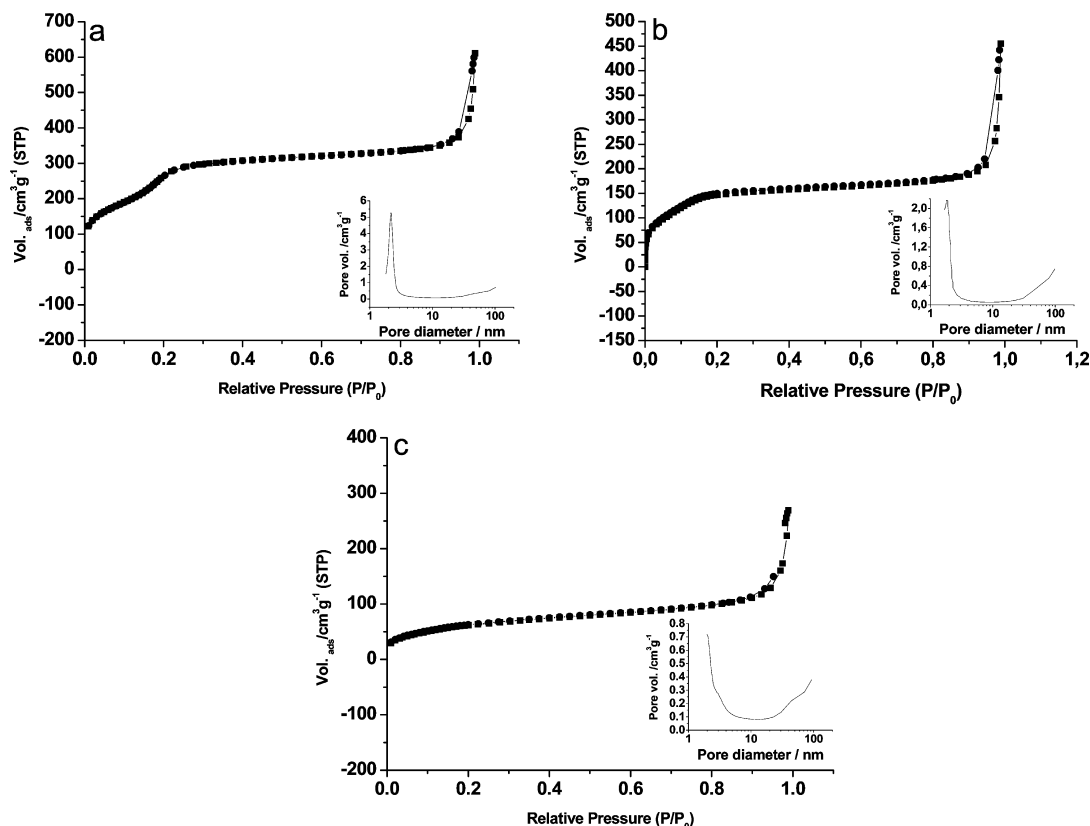 a
700
600
500
400
300
200
100
0
-100
-200
Vol. ads/cm³g⁻¹ (STP)
0.0 0.2 0.4 0.6 0.8 1.0
Relative Pressure (P/P₀)
6
5
4
3
2
1
0
Pore vol. /cm³g⁻¹
1 10 100
Pore diameter / nm
b
500
450
400
350
300
250
200
150
100
50
0
-50
-100
-150
Vol. ads/cm³g⁻¹ (STP)
0,0 0,2 0,4 0,6 0,8 1,0 1,2
Relative Pressure (P/P₀)
2,0
1,6
1,2
0,8
0,4
0,0
Pore vol. /cm³g⁻¹
1 10 100
Pore diameter / nm
c
400
300
200
100
0
-100
-200
Vol. ads/cm³g⁻¹ (STP)
0.0 0.2 0.4 0.6 0.8 1.0
Relative Pressure (P/P₀)
0.8
0.7
0.6
0.5
0.4
0.3
0.2
0.1
0.0
Pore vol. /cm³g⁻¹
1 10 100
Pore diameter / nm